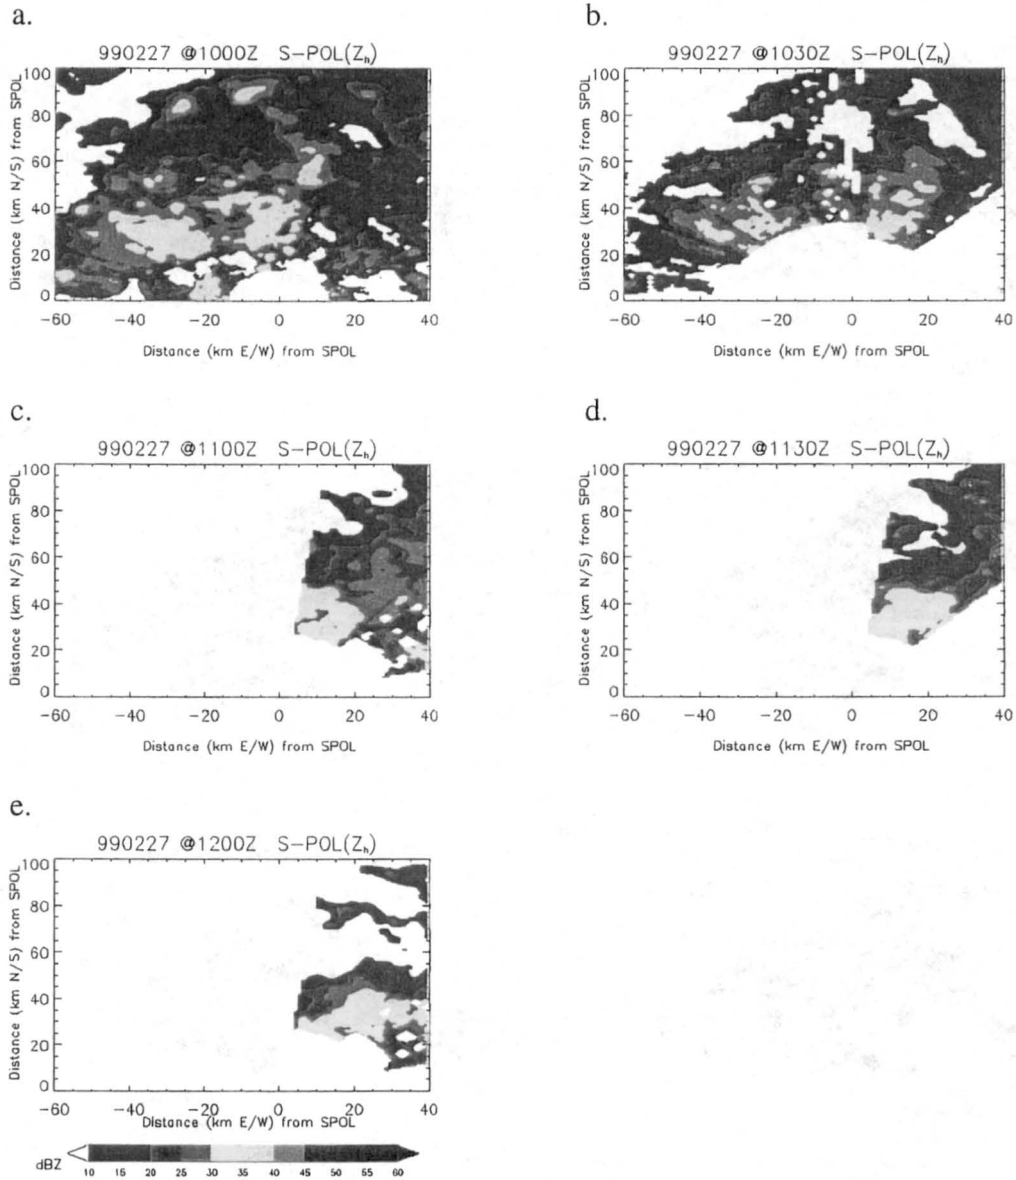 a.
990227 @1000Z S-POL(Zh)
Distance (km N/S) from SPOL
100
80
60
40
20
0
-60 -40 -20 0 20 40
Distance (km E/W) from SPOL
b.
990227 @1030Z S-POL(Zh)
Distance (km N/S) from SPOL
100
80
60
40
20
0
-60 -40 -20 0 20 40
Distance (km E/W) from SPOL
c.
990227 @1100Z S-POL(Zh)
Distance (km N/S) from SPOL
100
80
60
40
20
0
-60 -40 -20 0 20 40
Distance (km E/W) from SPOL
d.
990227 @1130Z S-POL(Zh)
Distance (km N/S) from SPOL
100
80
60
40
20
0
-60 -40 -20 0 20 40
Distance (km E/W) from SPOL
e.
990227 @1200Z S-POL(Zh)
Distance (km N/S) from SPOL
100
80
60
40
20
0
-60 -40 -20 0 20 40
Distance (km E/W) from SPOL
dBZ
10 15 20 25 30 35 40 45 50 55 60